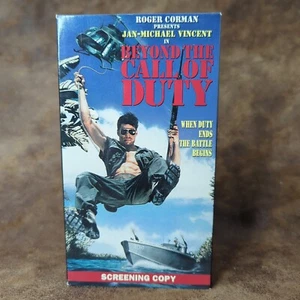 ROGER CORMAN
PRESENTS
JAN-MICHAEL VINCENT
IN
BEYOND THE
CALL OF
DUTY
WHEN DUTY
ENDS
THE BATTLE
BEGINS
SCREENING COPY